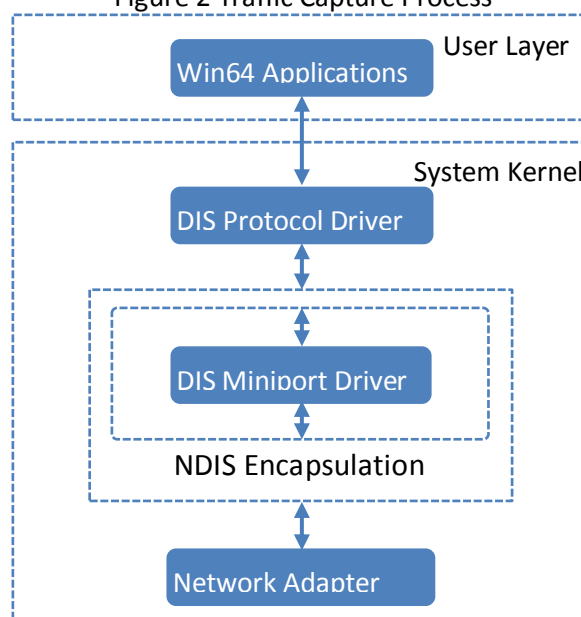 Figure 2 Traffic Capture Process
User Layer
Win64 Applications
System Kernel
DIS Protocol Driver
DIS Miniport Driver
NDIS Encapsulation
Network Adapter